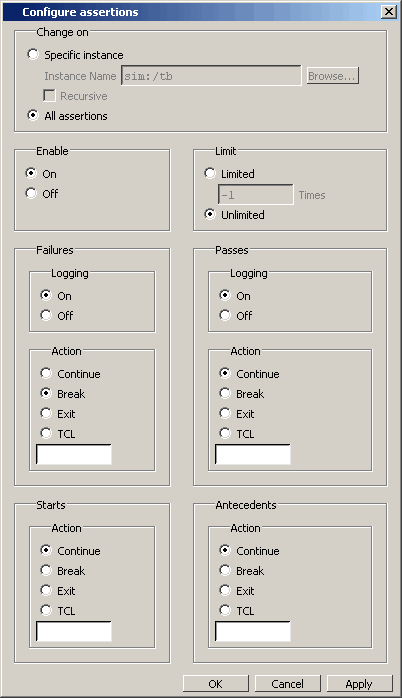 Configure assertions
Change on
Specific instance
Instance Name sim:/tb Browse...
Recursive
All assertions
Enable
On
Off
Limit
Limited
-1 Times
Unlimited
Failures
Logging
On
Off
Action
Continue
Break
Exit
TCL
Passes
Logging
On
Off
Action
Continue
Break
Exit
TCL
Starts
Action
Continue
Break
Exit
TCL
Antecedents
Action
Continue
Break
Exit
TCL
OK Cancel Apply